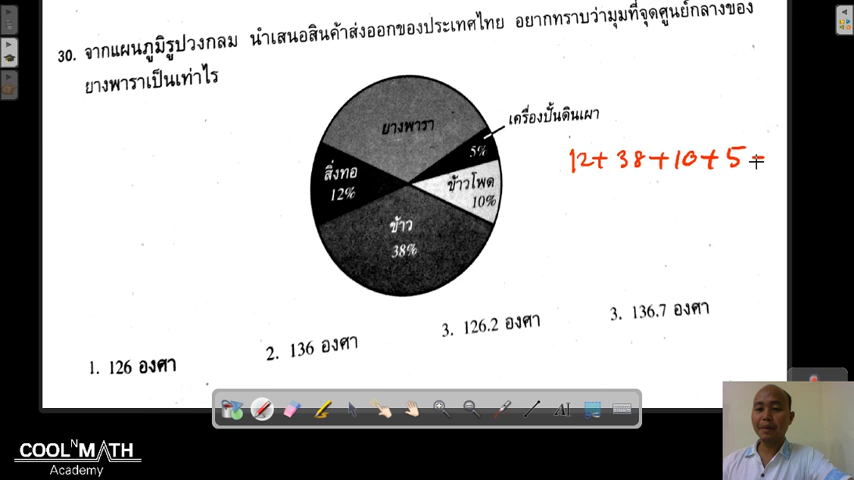 30. จากแผนภูมิรูปวงกลม นำเสนอสินค้าส่งออกของประเทศไทย อยากทราบว่ามุมที่จุดศูนย์กลางของ
ยางพาราเป็นเท่าไร
เครื่องปั้นดินเผา
ยางพารา
5%
12+38+10+5=
สิ่งทอ
12%
ข้าวโพด
10%
ข้าว
38%
1. 126 องศา
2. 136 องศา
3. 126.2 องศา
3. 136.7 องศา
AI
COOL N MATH
Academy